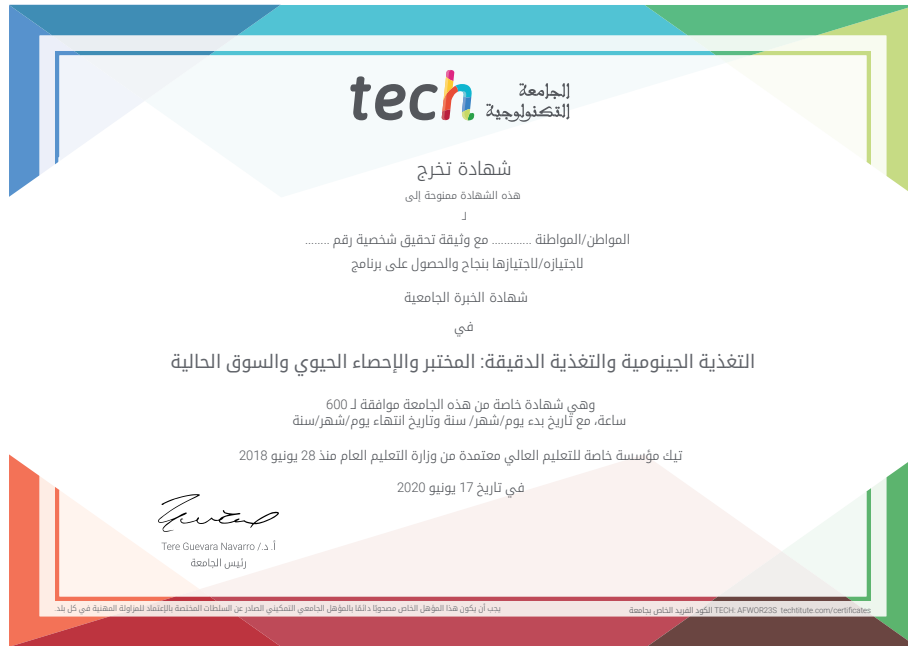 tech الجامعة
التكنولوجية
شهادة تخرج
هذه الشهادة ممنوحة إلى
لـ
المواطن/المواطنة ............. مع وثيقة تحقيق شخصية رقم ........
لاجتيازه/لاجتيازها بنجاح والحصول على برنامج
شهادة الخبرة الجامعية
في
التغذية الجينومية والتغذية الدقيقة: المختبر والإحصاء الحيوي والسوق الحالية
وهي شهادة خاصة من هذه الجامعة موافقة لـ 600
ساعة، مع تاريخ بدء يوم/شهر/ سنة وتاريخ انتهاء يوم/شهر/سنة
تيك مؤسسة خاصة للتعليم العالي معتمدة من وزارة التعليم العام منذ 28 يونيو 2018
في تاريخ 17 يونيو 2020
أ. د./ Tere Guevara Navarro
رئيس الجامعة
يجب أن يكون هذا المؤهل الخاص مصحوبًا دائمًا بالمؤهل الجامعي التمكيني الصادر عن السلطات المختصة بالإعتماد للمزاولة المهنية في كل بلد.
الكود الفريد الخاص بجامعة TECH: AFWOR23S techtitute.com/certificates